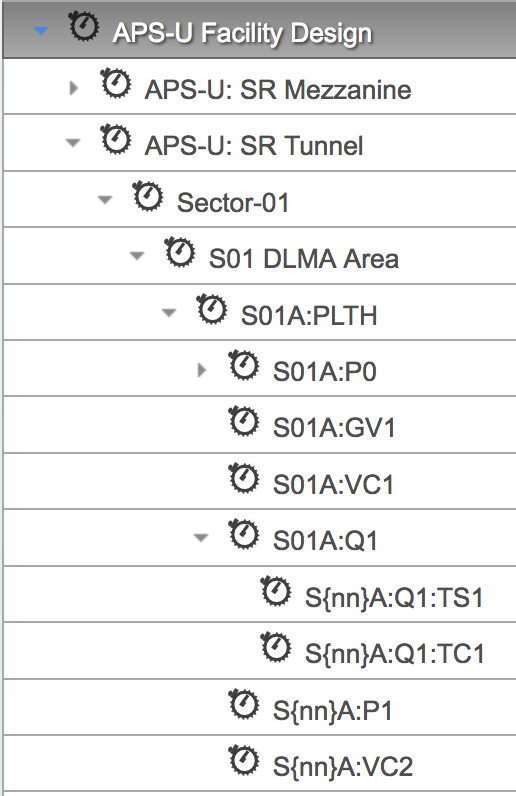 APS-U Facility Design
APS-U: SR Mezzanine
APS-U: SR Tunnel
Sector-01
S01 DLMA Area
S01A:PLTH
S01A:P0
S01A:GV1
S01A:VC1
S01A:Q1
S{nn}A:Q1:TS1
S{nn}A:Q1:TC1
S{nn}A:P1
S{nn}A:VC2